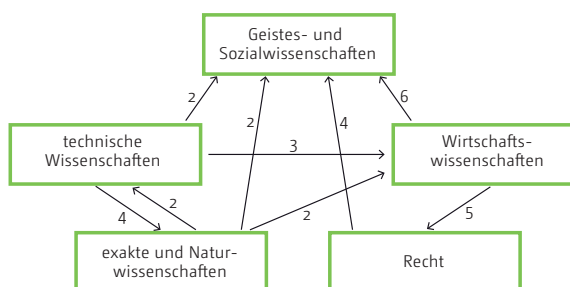 Geistes- und
Sozialwissenschaften
2
2
4
6
technische
Wissenschaften
3
Wirtschafts-
wissenschaften
4
2
2
5
exakte und Natur-
wissenschaften
Recht